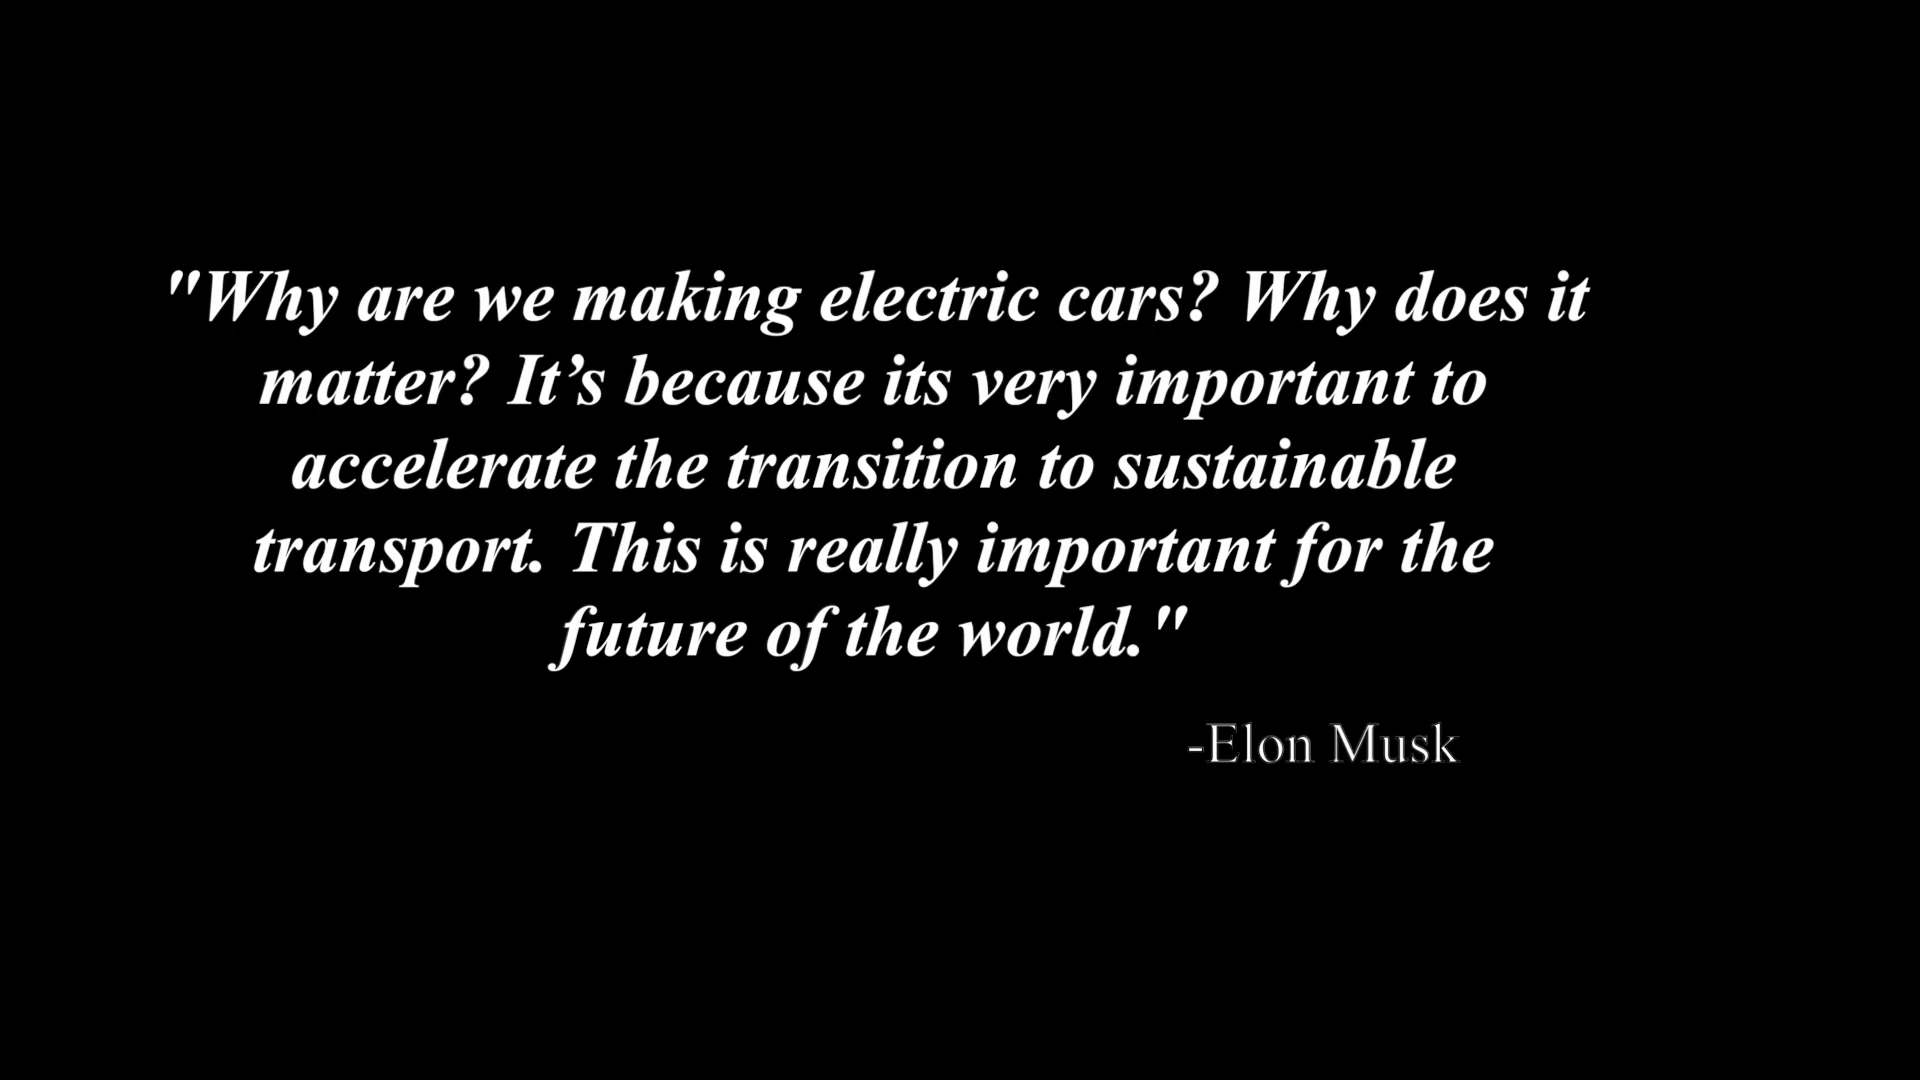 "Why are we making electric cars? Why does it
matter? It’s because its very important to
accelerate the transition to sustainable
transport. This is really important for the
future of the world."
-Elon Musk